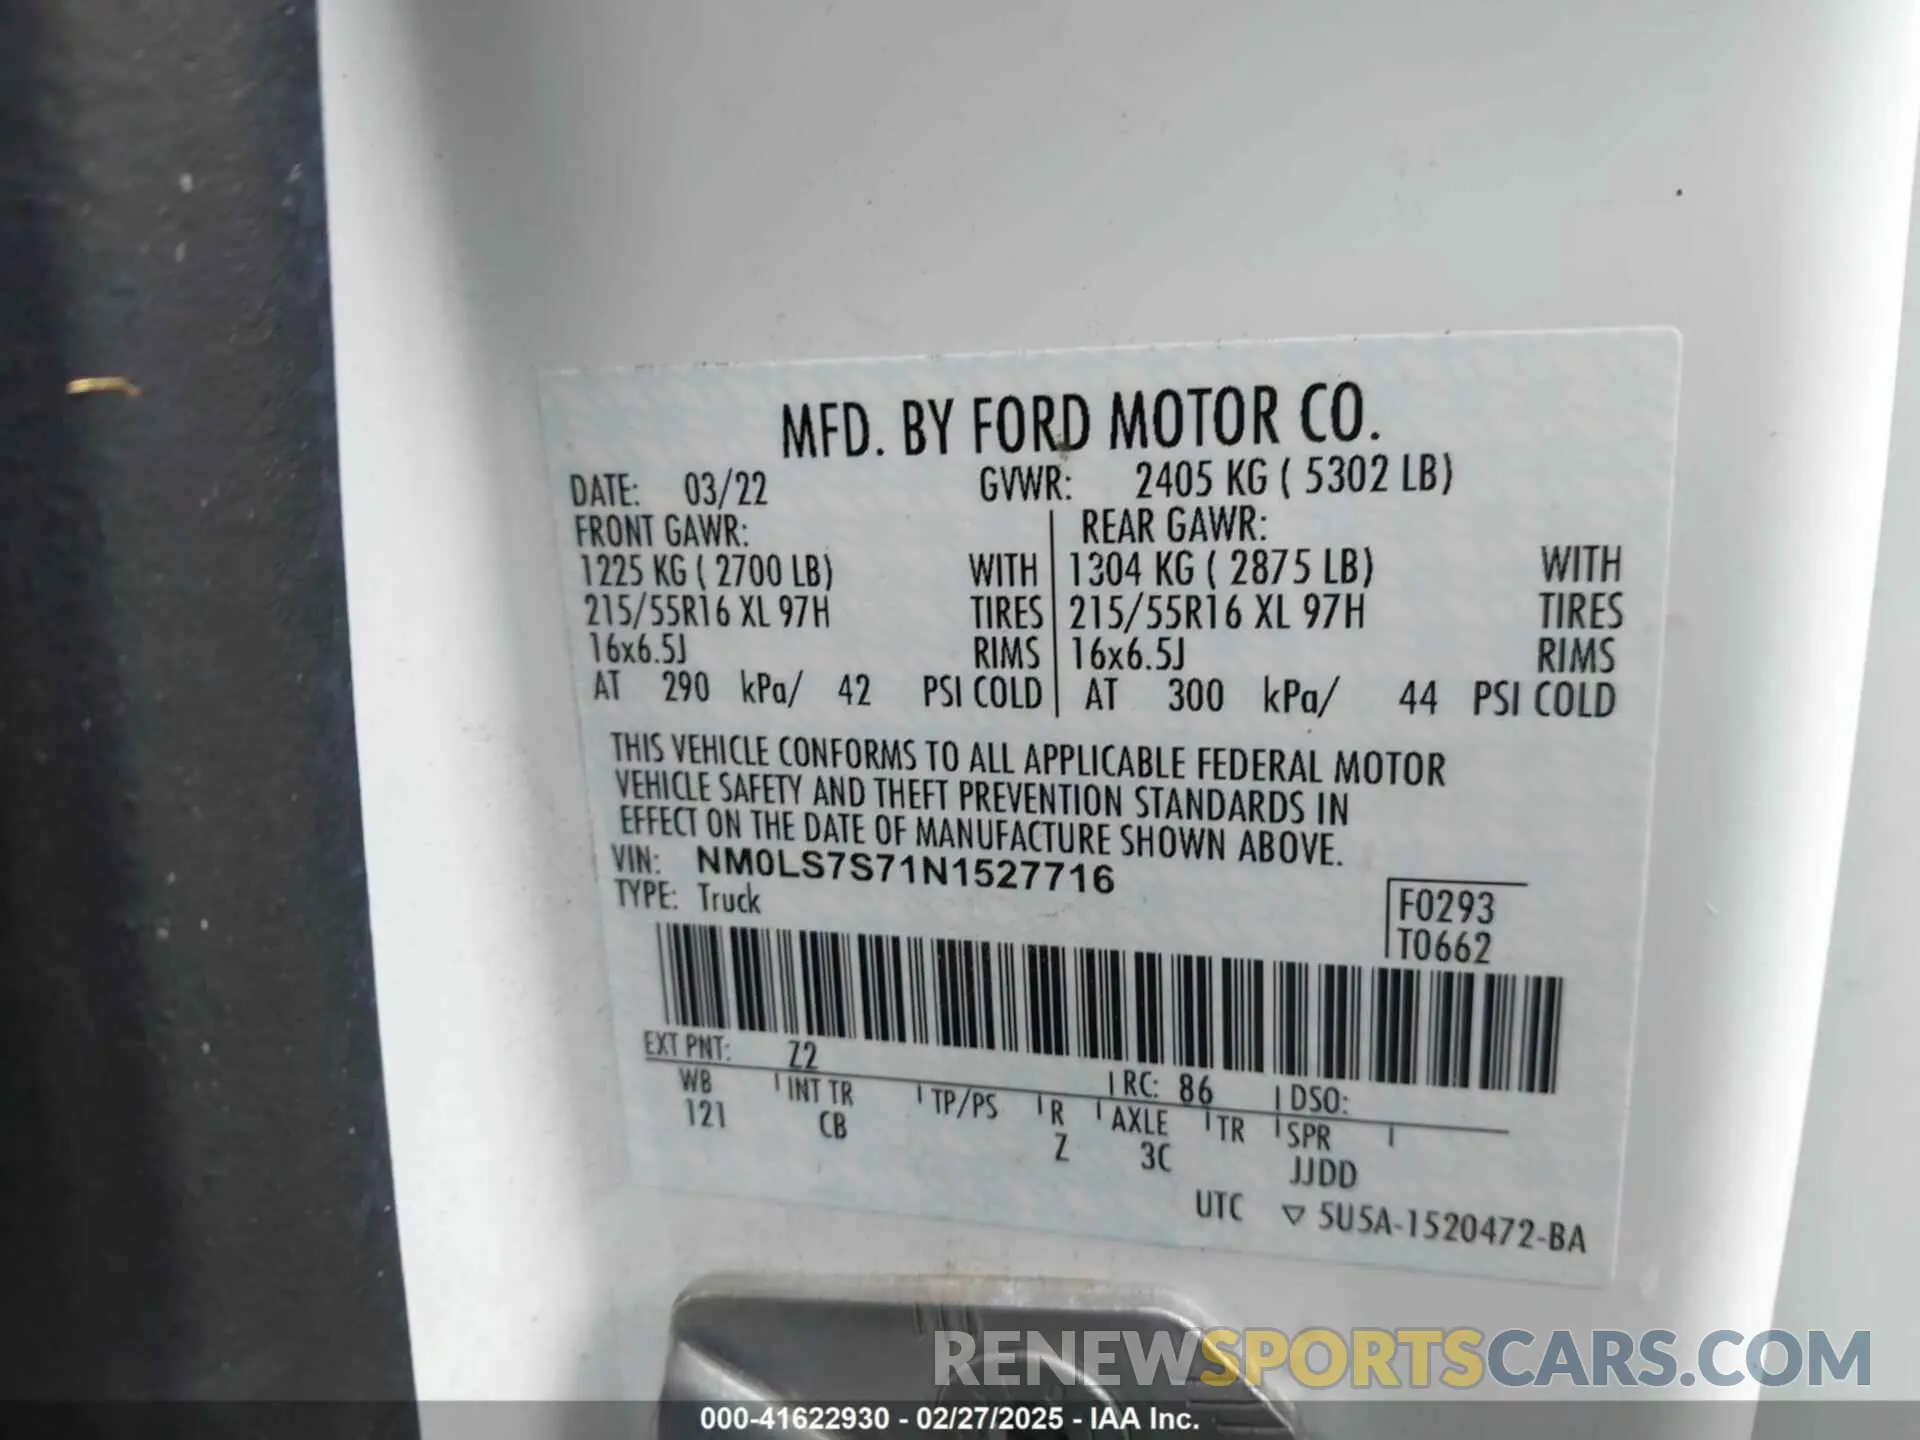 MFD. BY FORD MOTOR CO.
DATE: 03/22 GVWR: 2405 KG ( 5302 LB)
FRONT GAWR: REAR GAWR:
1225 KG ( 2700 LB) WITH 1304 KG ( 2875 LB) WITH
215/55R16 XL 97H TIRES 215/55R16 XL 97H TIRES
16x6.5J RIMS 16x6.5J RIMS
AT 290 kPa/ 42 PSI COLD AT 300 kPa/ 44 PSI COLD
THIS VEHICLE CONFORMS TO ALL APPLICABLE FEDERAL MOTOR
VEHICLE SAFETY AND THEFT PREVENTION STANDARDS IN
EFFECT ON THE DATE OF MANUFACTURE SHOWN ABOVE.
VIN: NM0LS7S71N1527716
TYPE: Truck
F0293
T0662
EXT PNT: Z2 RC: 86 DSO:
WB INT TR TP/PS R AXLE TR SPR
121 CB Z 3C JJDD
UTC ▽ 5U5A-1520472-BA
RENEWSPORTSCARS.COM
000-41622930 - 02/27/2025 - IAA Inc.